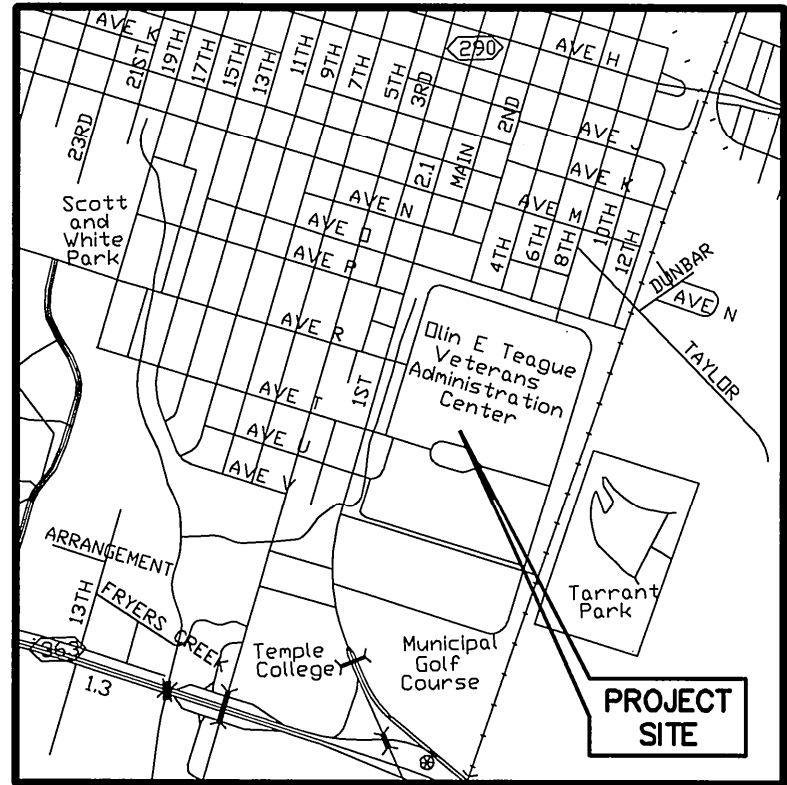 AVE K
21ST
19TH
17TH
15TH
13TH
11TH
9TH
7TH
5TH
3RD
290
AVE H
2ND
AVE J
23RD
2.1
MAIN
AVE K
AVE N
AVE M
Scott
and
White
Park
AVE O
AVE P
4TH
6TH
8TH
10TH
12TH
DUNBAR
AVE N
AVE R
Olin E Teague
Veterans
Administration
Center
TAYLOR
AVE T
1ST
AVE U
AVE V
ARRANGEMENT
13TH
FRYERS CREEK
Tarrant
Park
363
1.3
Temple
College
Municipal
Golf
Course
PROJECT
SITE